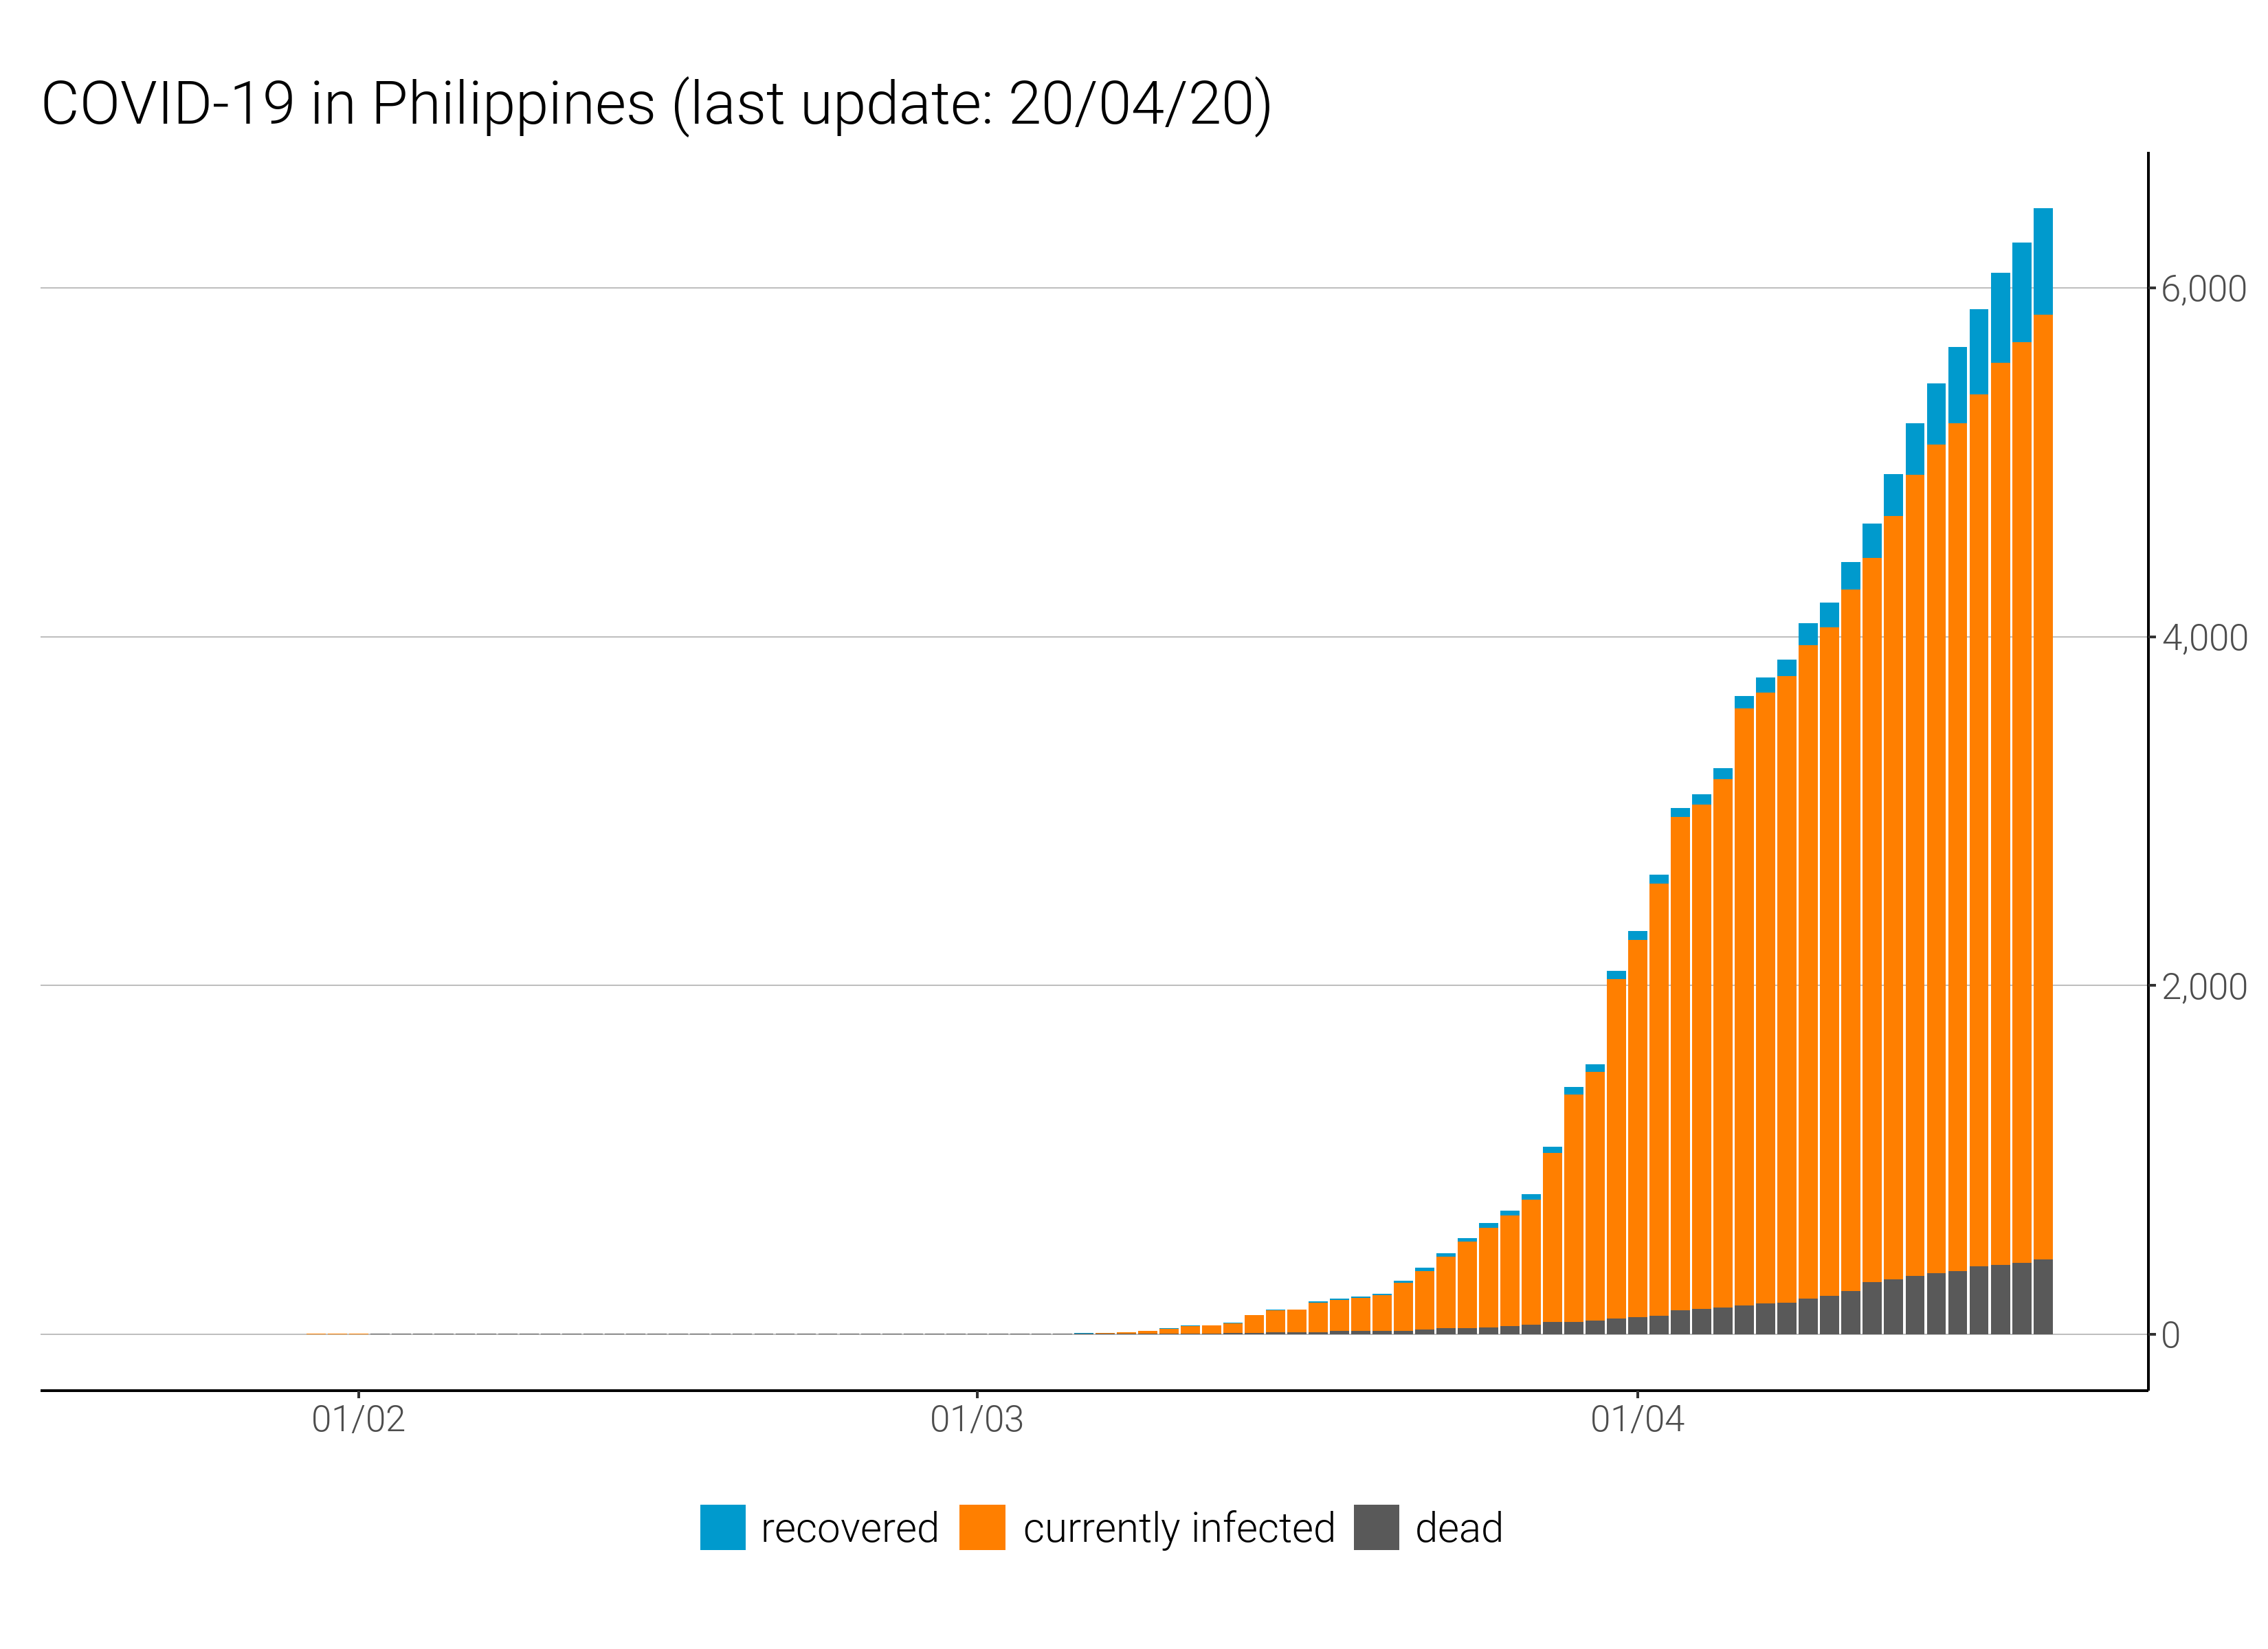 COVID-19 in Philippines (last update: 20/04/20)
6,000
4,000
2,000
0
01/02 01/03 01/04
recovered currently infected dead